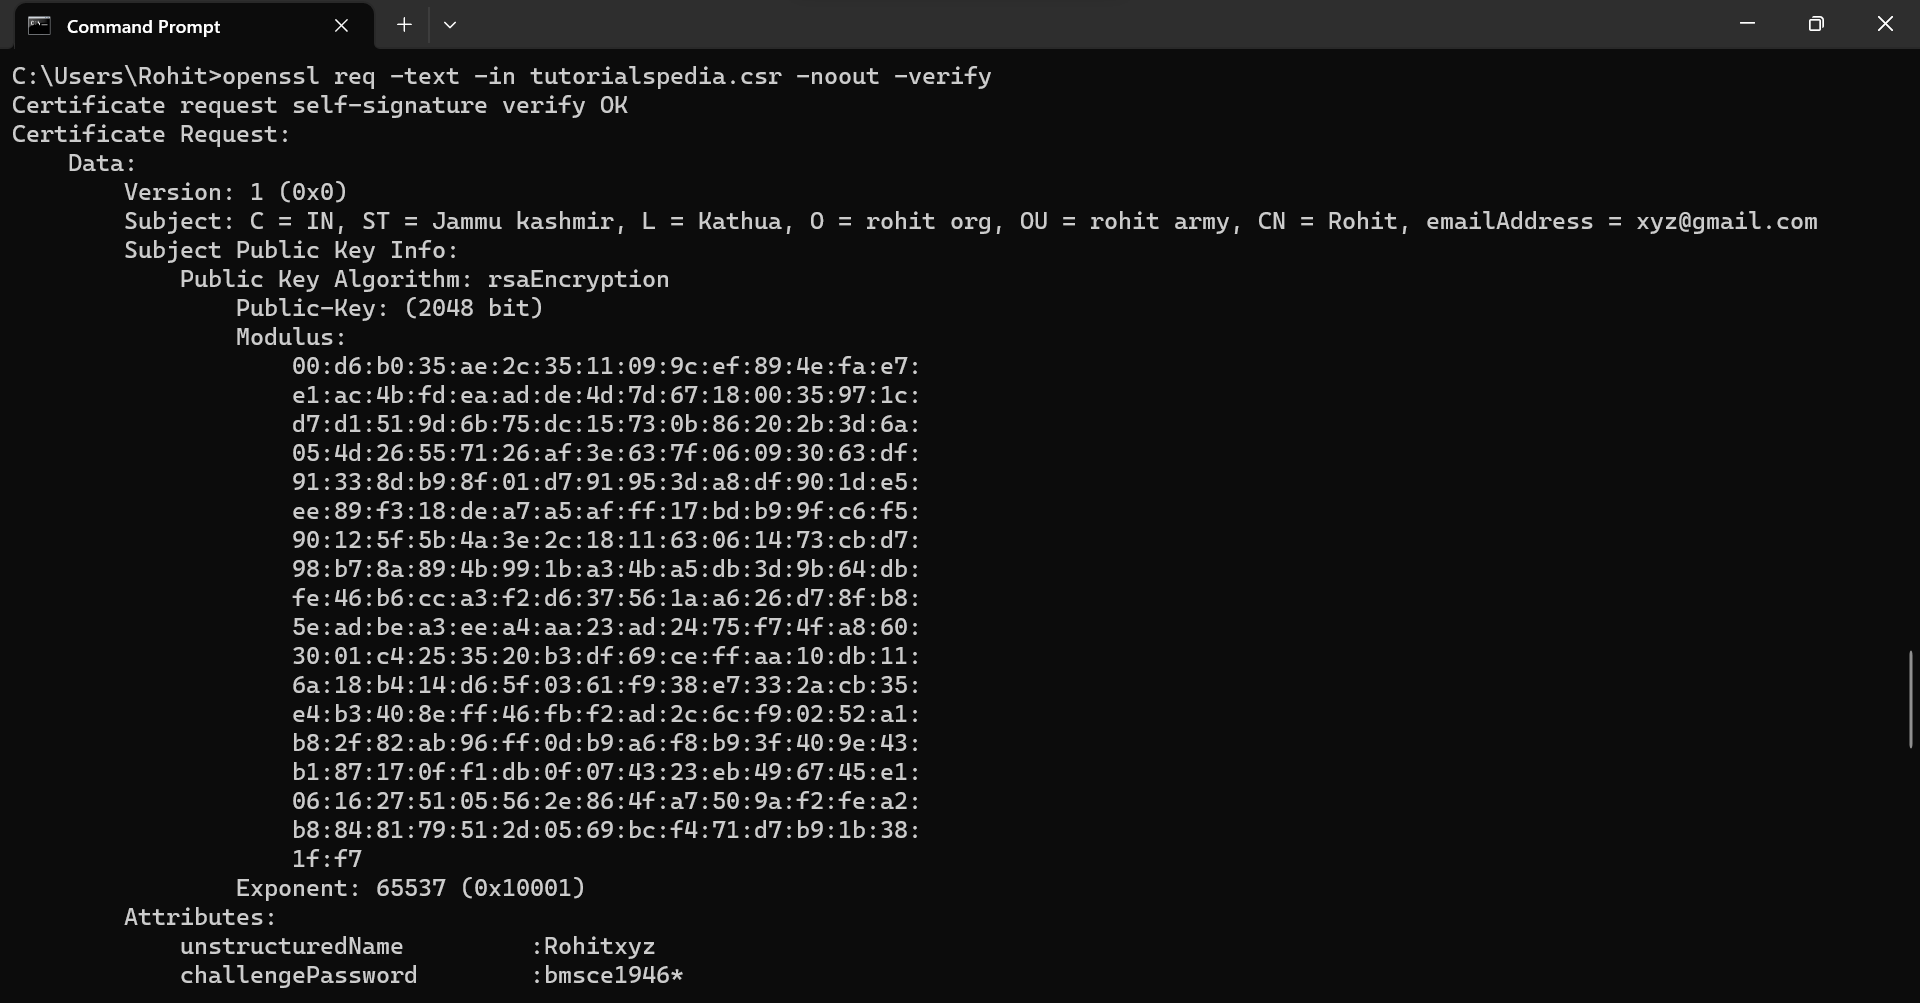 Command Prompt
C:\Users\Rohit>openssl req -text -in tutorialspedia.csr -noout -verify
Certificate request self-signature verify OK
Certificate Request:
    Data:
        Version: 1 (0x0)
        Subject: C = IN, ST = Jammu kashmir, L = Kathua, O = rohit org, OU = rohit army, CN = Rohit, emailAddress = xyz@gmail.com
        Subject Public Key Info:
            Public Key Algorithm: rsaEncryption
                Public-Key: (2048 bit)
                Modulus:
                    00:d6:b0:35:ae:2c:35:11:09:9c:ef:89:4e:fa:e7:
                    e1:ac:4b:fd:ea:ad:de:4d:7d:67:18:00:35:97:1c:
                    d7:d1:51:9d:6b:75:dc:15:73:0b:86:20:2b:3d:6a:
                    05:4d:26:55:71:26:af:3e:63:7f:06:09:30:63:df:
                    91:33:8d:b9:8f:01:d7:91:95:3d:a8:df:90:1d:e5:
                    ee:89:f3:18:de:a7:a5:af:ff:17:bd:b9:9f:c6:f5:
                    90:12:5f:5b:4a:3e:2c:18:11:63:06:14:73:cb:d7:
                    98:b7:8a:89:4b:99:1b:a3:4b:a5:db:3d:9b:64:db:
                    fe:46:b6:cc:a3:f2:d6:37:56:1a:a6:26:d7:8f:b8:
                    5e:ad:be:a3:ee:a4:aa:23:ad:24:75:f7:4f:a8:60:
                    30:01:c4:25:35:20:b3:df:69:ce:ff:aa:10:db:11:
                    6a:18:b4:14:d6:5f:03:61:f9:38:e7:33:2a:cb:35:
                    e4:b3:40:8e:ff:46:fb:f2:ad:2c:6c:f9:02:52:a1:
                    b8:2f:82:ab:96:ff:0d:b9:a6:f8:b9:3f:40:9e:43:
                    b1:87:17:0f:f1:db:0f:07:43:23:eb:49:67:45:e1:
                    06:16:27:51:05:56:2e:86:4f:a7:50:9a:f2:fe:a2:
                    b8:84:81:79:51:2d:05:69:bc:f4:71:d7:b9:1b:38:
                    1f:f7
                Exponent: 65537 (0x10001)
        Attributes:
            unstructuredName         :Rohitxyz
            challengePassword        :bmsce1946*